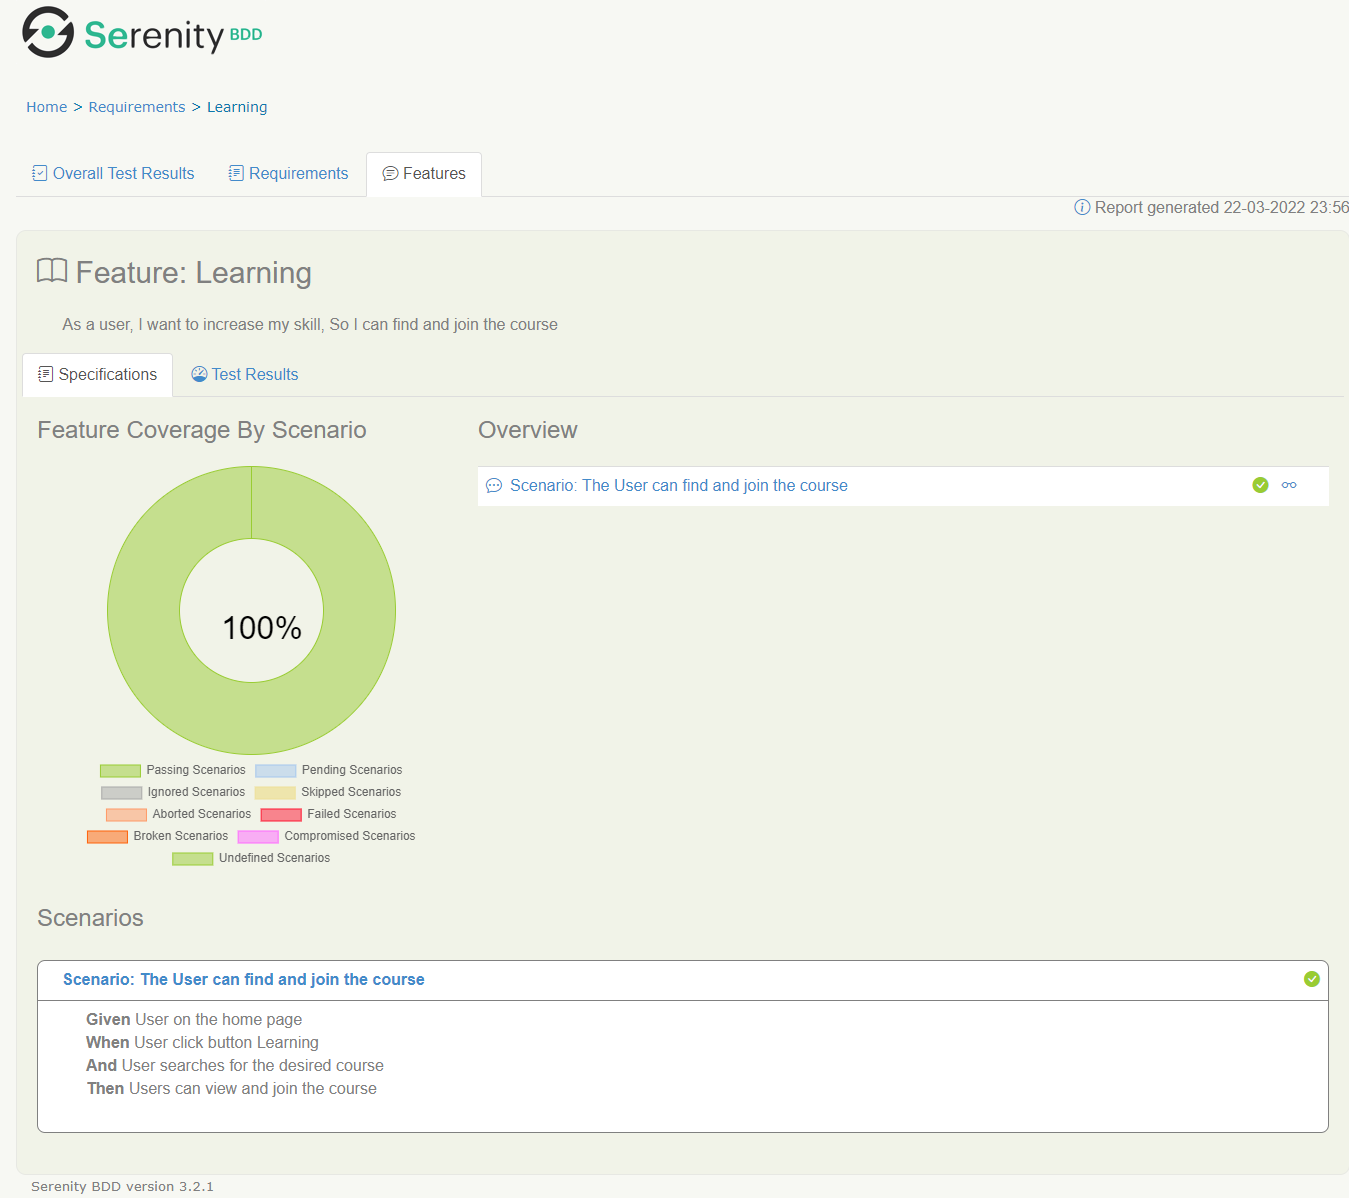 Serenity BDD
Home > Requirements > Learning
Overall Test Results
Requirements
Features
Report generated 22-03-2022 23:56
Feature: Learning
As a user, I want to increase my skill, So I can find and join the course
Specifications
Test Results
Feature Coverage By Scenario
100%
Passing Scenarios
Pending Scenarios
Ignored Scenarios
Skipped Scenarios
Aborted Scenarios
Failed Scenarios
Broken Scenarios
Compromised Scenarios
Undefined Scenarios
Overview
Scenario: The User can find and join the course
Scenarios
Scenario: The User can find and join the course
Given User on the home page
When User click button Learning
And User searches for the desired course
Then Users can view and join the course
Serenity BDD version 3.2.1